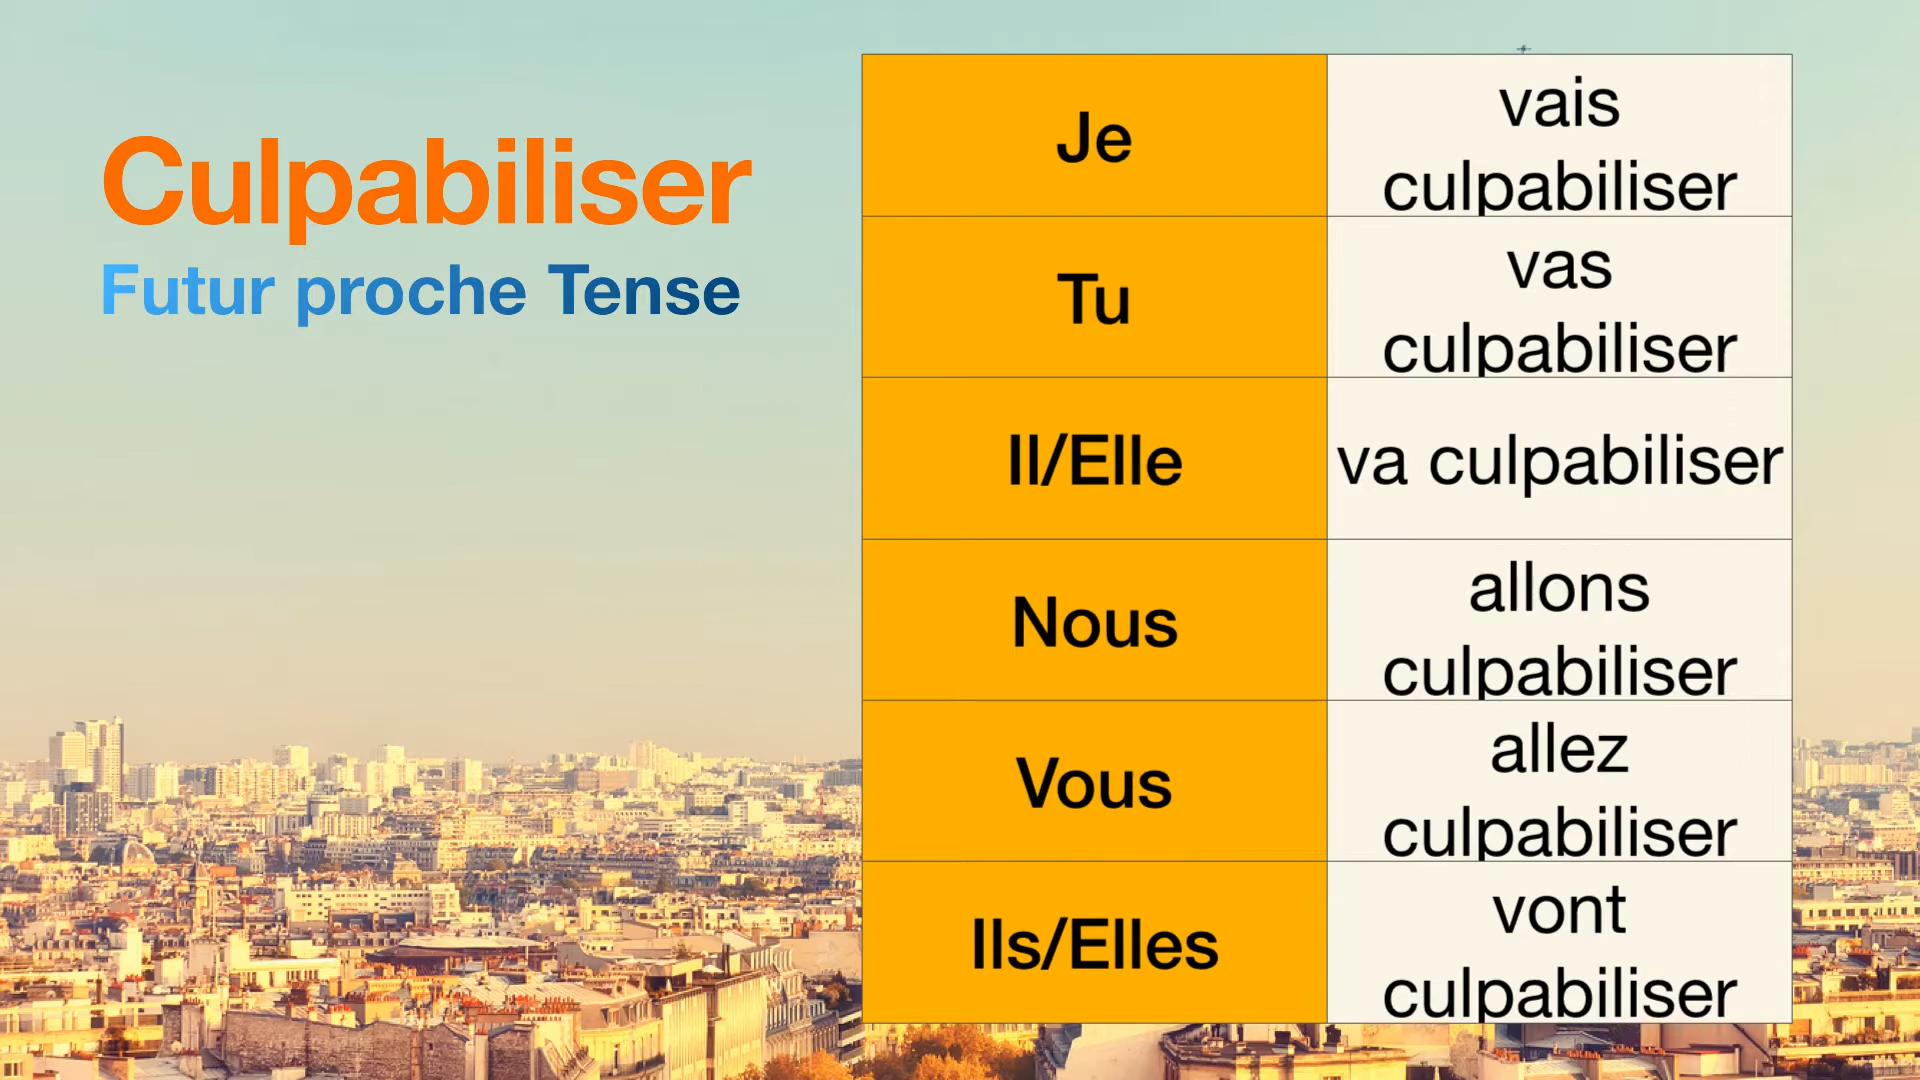 Culpabiliser
Futur proche Tense
Je
vais
culpabiliser
Tu
vas
culpabiliser
Il/Elle
va culpabiliser
Nous
allons
culpabiliser
Vous
allez
culpabiliser
Ils/Elles
vont
culpabiliser